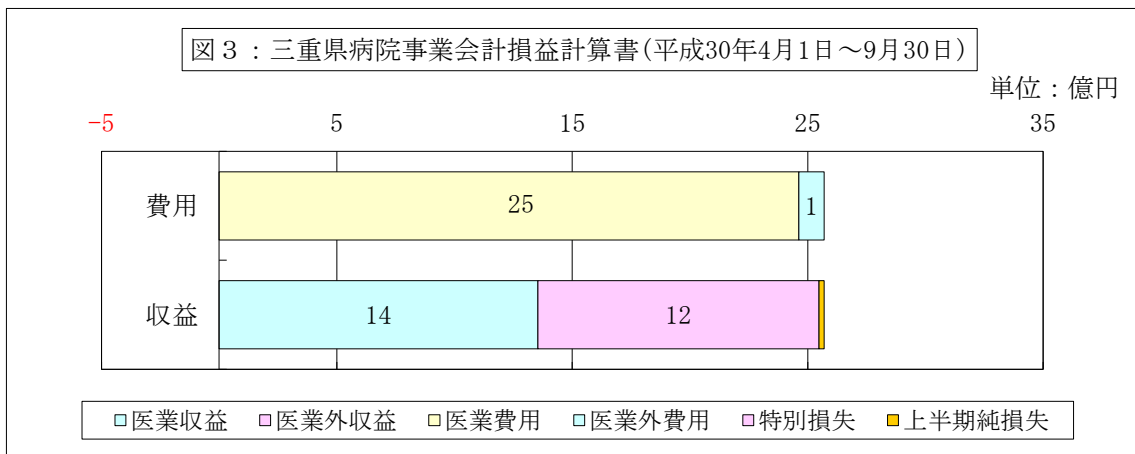 図３：三重県病院事業会計損益計算書(平成30年4月1日～9月30日)
単位：億円
-5 5 15 25 35
費用 25 1
収益 14 12
医業収益 医業外収益 医業費用 医業外費用 特別損失 上半期純損失